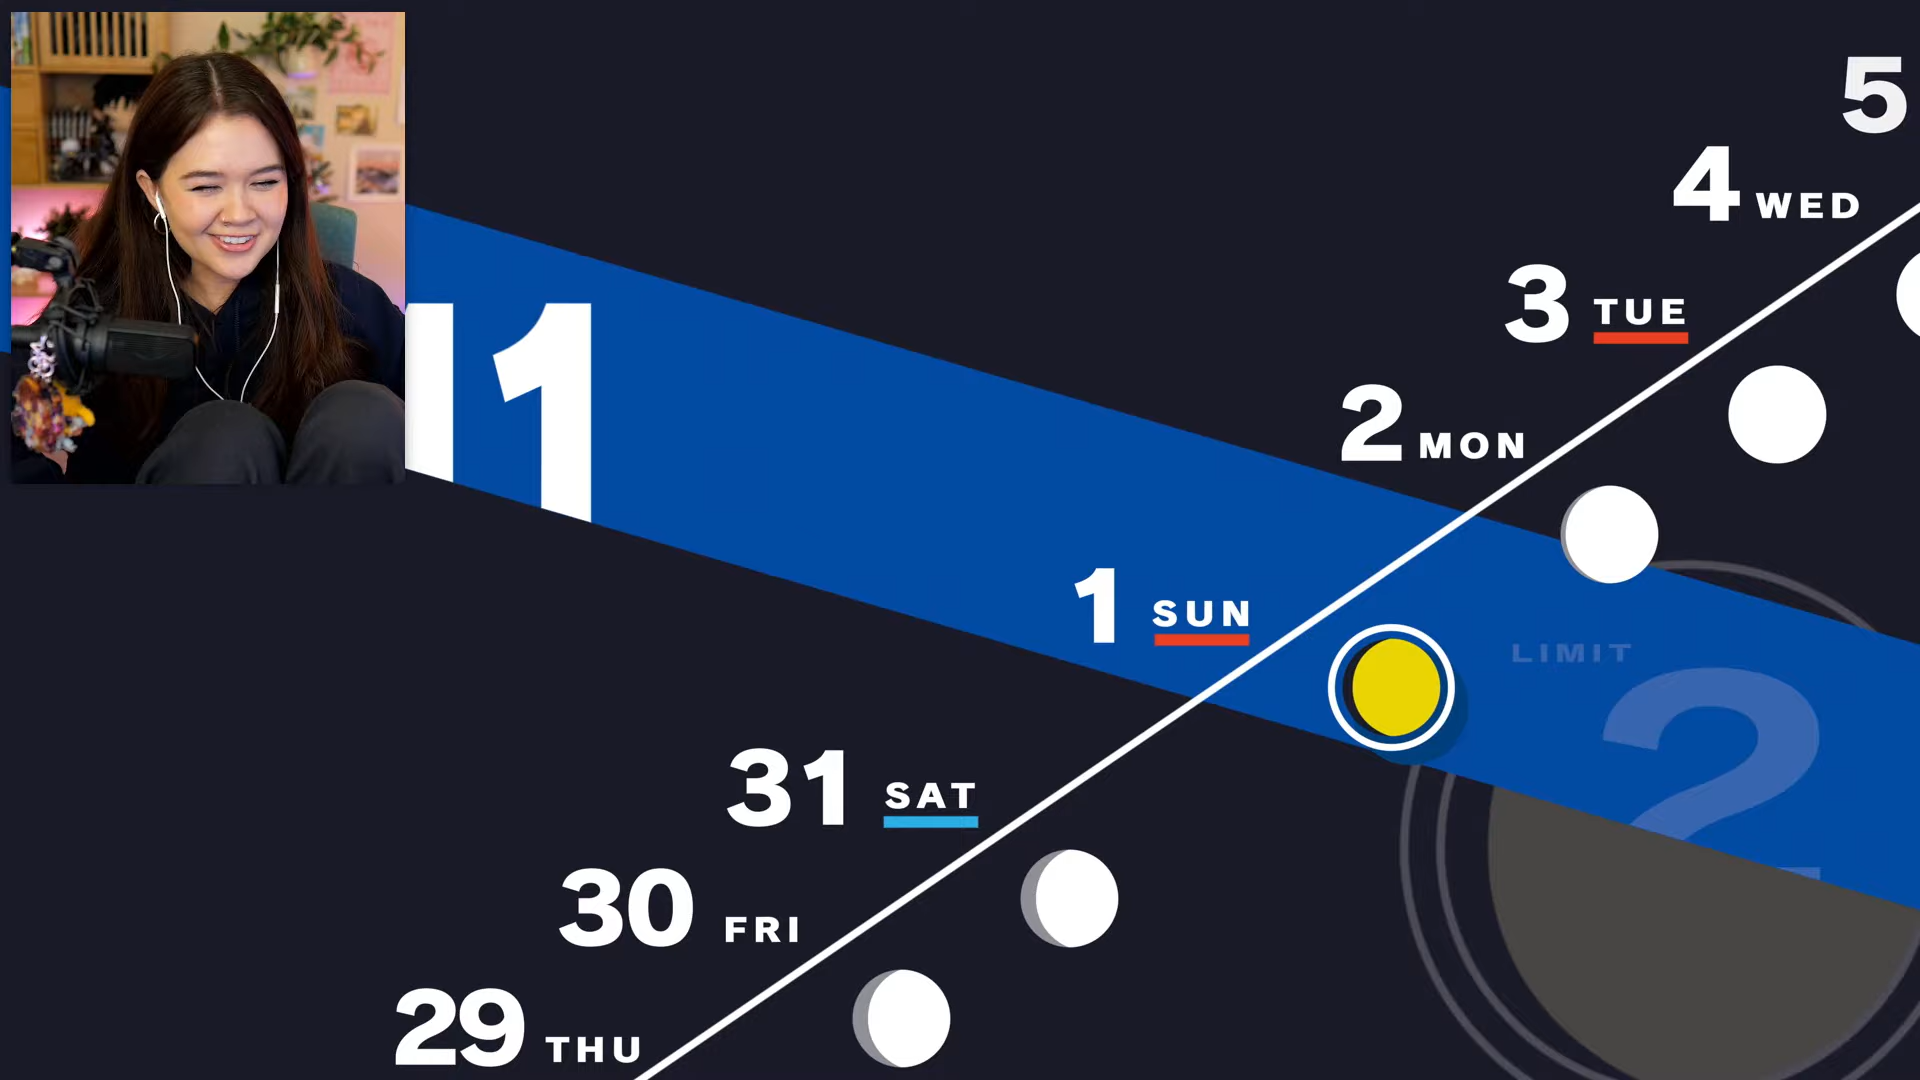 5
4 WED
3 TUE
2 MON
11
1 SUN
LIMIT
2
31 SAT
30 FRI
29 THU